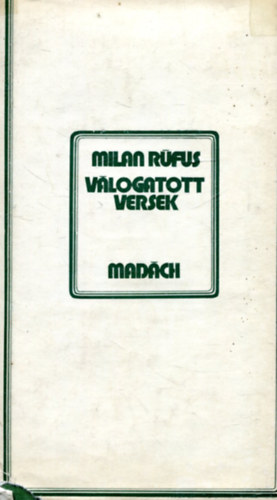 MILAN RÚFUS
VÁLOGATOTT
VERSEK
MADÁCH